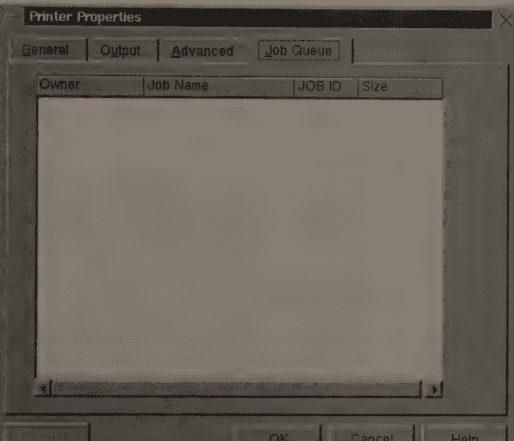 Printer Properties
General Output Advanced Job Queue
Owner Job Name JOB ID Size
OK Cancel Help